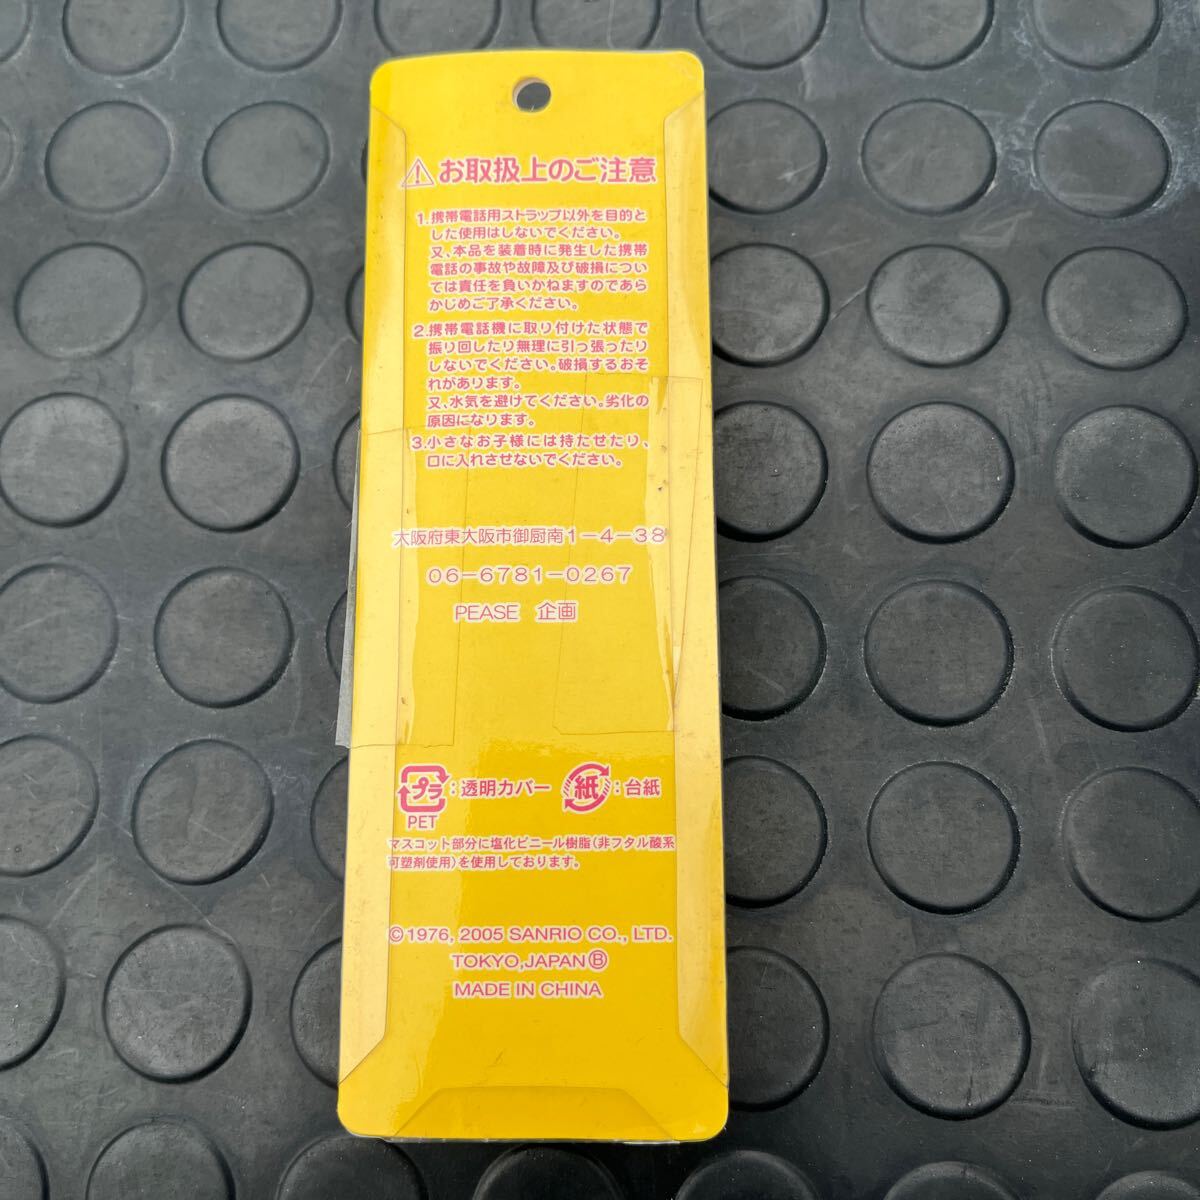 お取扱上のご注意
1.携帯電話用ストラップ以外を目的と
した使用はしないでください。
又、本品を装着時に発生した携帯
電話の事故や故障及び破損につい
ては責任を負いかねますのであら
かじめご了承ください。
2.携帯電話機に取り付けた状態で
振り回したり無理に引っ張ったり
しないでください。破損するおそ
れがあります。
又、水気を避けてください。劣化の
原因になります。
3.小さなお子様には持たせたり、
口に入れさせないでください。
大阪府東大阪市御厨南1-4-38
06-6781-0267
PEASE 企画
プラ:透明カバー 紙:台紙
PET
マスコット部分に塩化ビニール樹脂(非フタル酸系
可塑剤使用)を使用しております。
©1976, 2005 SANRIO CO., LTD.
TOKYO,JAPAN Ⓑ
MADE IN CHINA